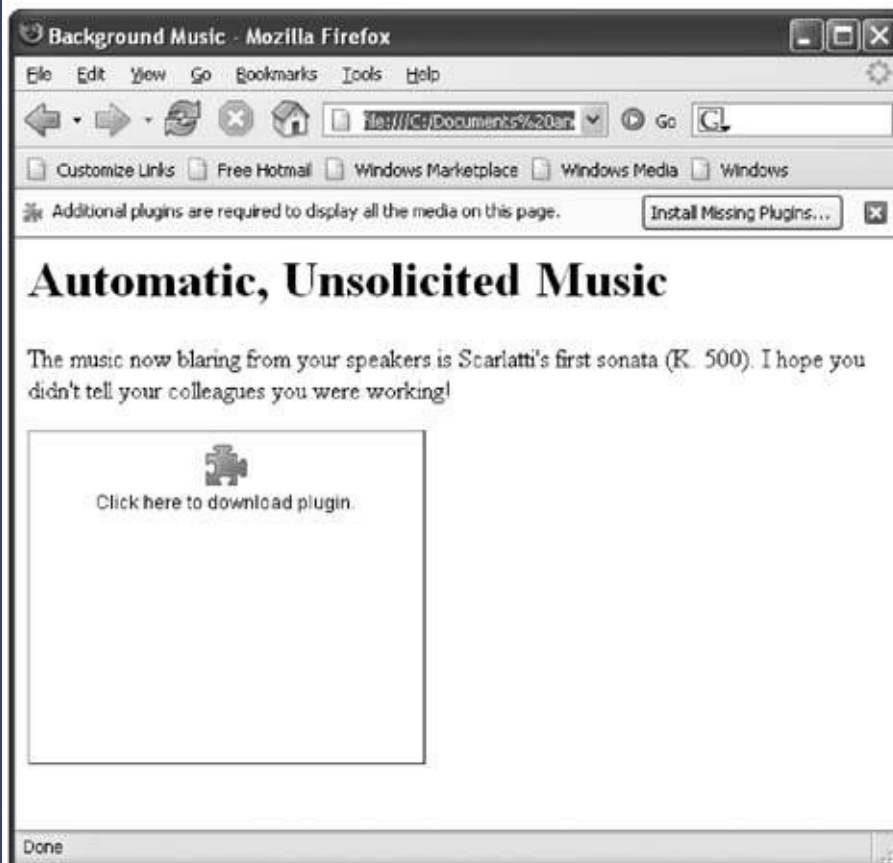 Background Music - Mozilla Firefox
File Edit View Go Bookmarks Tools Help
file:///C:/Documents%20an Go G
Customize Links Free Hotmail Windows Marketplace Windows Media Windows
Additional plugins are required to display all the media on this page. Install Missing Plugins...
Automatic, Unsolicited Music
The music now blaring from your speakers is Scarlatti's first sonata (K. 500). I hope you
didn't tell your colleagues you were working!
Click here to download plugin.
Done